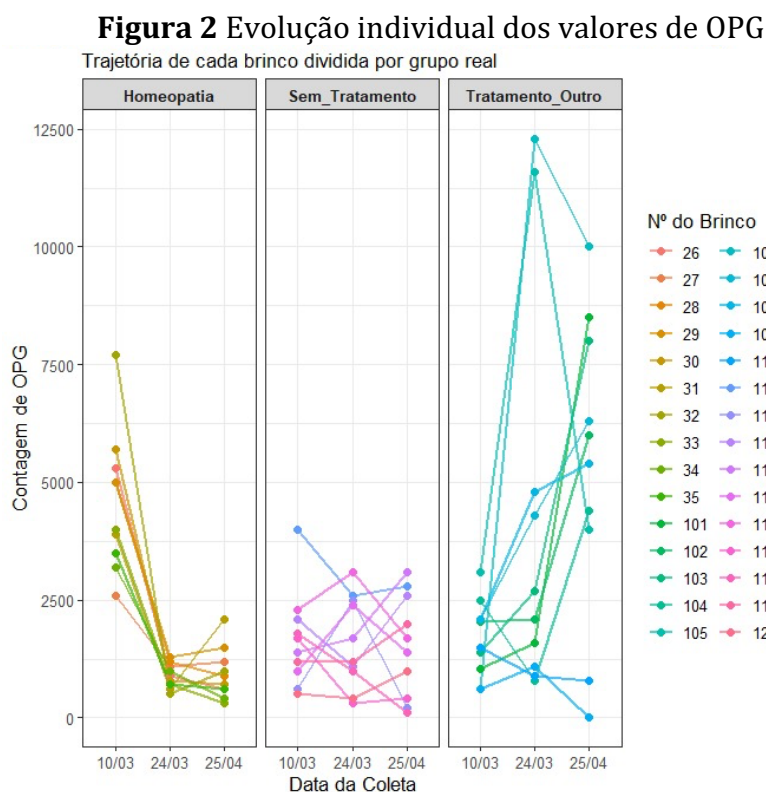 Figura 2 Evolução individual dos valores de OPG
Trajetória de cada brinco dividida por grupo real
Homeopatia
Sem_Tratamento
Tratamento_Outro
12500
10000
7500
5000
2500
0
Contagem de OPG
10/03 24/03 25/04
10/03 24/03 25/04
10/03 24/03 25/04
Data da Coleta
Nº do Brinco
26
27
28
29
30
31
32
33
34
35
101
102
103
104
105